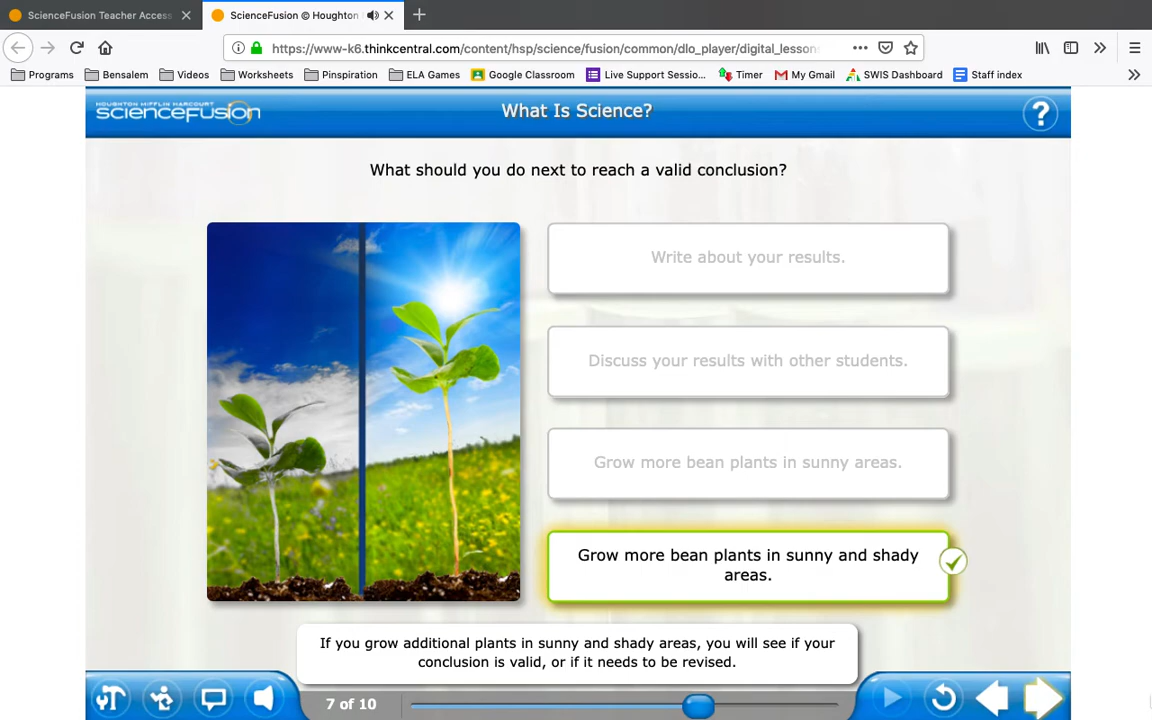 ScienceFusion Teacher Access
ScienceFusion © Houghton
https://www-k6.thinkcentral.com/content/hsp/science/fusion/common/dlo_player/digital_lesson
Programs Bensalem Videos Worksheets Pinspiration ELA Games Google Classroom Live Support Sessio... Timer My Gmail SWIS Dashboard Staff index
HOUGHTON MIFFLIN HARCOURT
sciencefusion
What Is Science?
?
What should you do next to reach a valid conclusion?
Write about your results.
Discuss your results with other students.
Grow more bean plants in sunny areas.
Grow more bean plants in sunny and shady
areas.
If you grow additional plants in sunny and shady areas, you will see if your
conclusion is valid, or if it needs to be revised.
7 of 10